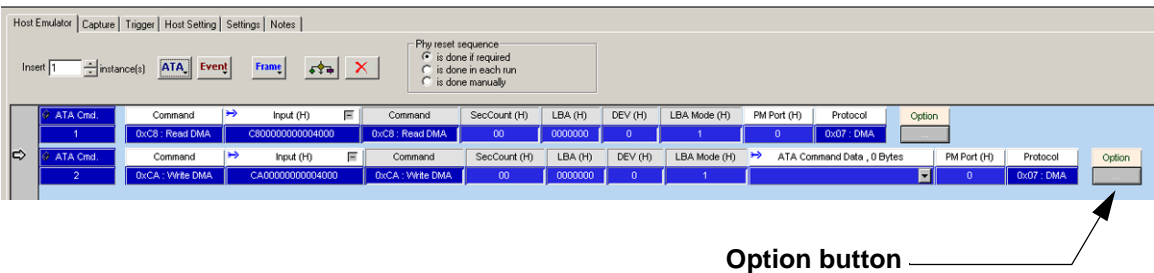 Host Emulator Capture Trigger Host Setting Settings Notes
Phy reset sequence
Insert 1 instance(s) ATA Event Frame
is done if required
is done in each run
is done manually
ATA Cmd. Command Input (H) Command SecCount (H) LBA (H) DEV (H) LBA Mode (H) PM Port (H) Protocol Option
1 0xC8 : Read DMA C800000000004000 0xC8 : Read DMA 00 0000000 0 1 0 0x07 : DMA ...
ATA Cmd. Command Input (H) Command SecCount (H) LBA (H) DEV (H) LBA Mode (H) ATA Command Data , 0 Bytes PM Port (H) Protocol Option
2 0xCA : Write DMA CA00000000004000 0xCA : Write DMA 00 0000000 0 1 0 0x07 : DMA ...
Option button